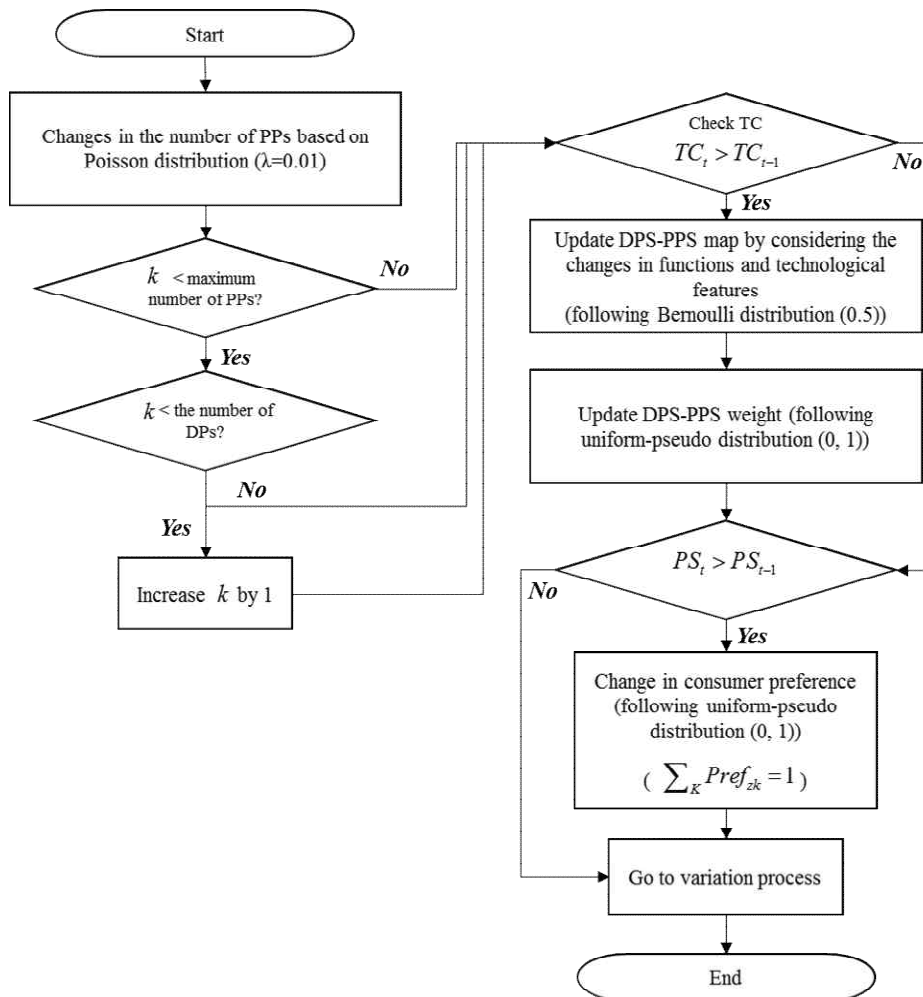 Start
Changes in the number of PPs based on
Poisson distribution (λ=0.01)
k < maximum
number of PPs?
No
Yes
k < the number of
DPs?
No
Yes
Increase k by 1
Check TC
TC_t > TC_{t-1}
No
Yes
Update DPS-PPS map by considering the
changes in functions and technological
features
(following Bernoulli distribution (0.5))
Update DPS-PPS weight (following
uniform-pseudo distribution (0, 1))
PS_t > PS_{t-1}
No
Yes
Change in consumer preference
(following uniform-pseudo
distribution (0, 1))
( ∑_K Pref_{zk} = 1 )
Go to variation process
End